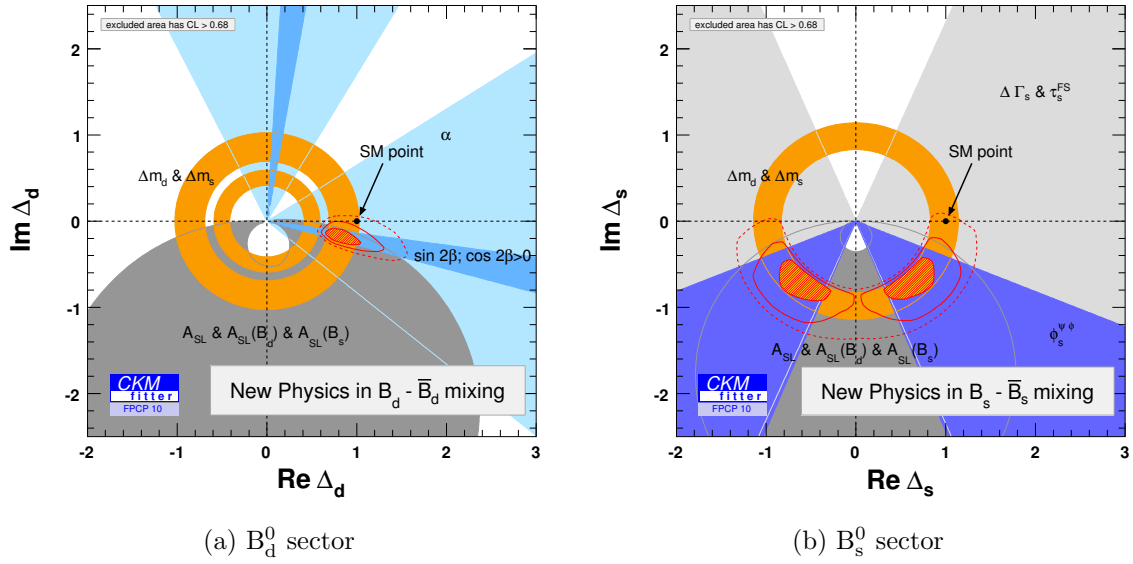 excluded area has CL > 0.68
α
SM point
Δm_d & Δm_s
sin 2β; cos 2β>0
A_SL & A_SL(B_d) & A_SL(B_s)
CKM
fitter
FPCP 10
New Physics in B_d - B̅_d mixing
Im Δ_d
2
1
0
-1
-2
-2 -1 0 1 2 3
Re Δ_d
(a) B⁰_d sector
excluded area has CL > 0.68
Δ Γ_s & τ_s^FS
SM point
Δm_d & Δm_s
φ_s^ψφ
A_SL & A_SL(B_d) & A_SL(B_s)
CKM
fitter
FPCP 10
New Physics in B_s - B̅_s mixing
Im Δ_s
2
1
0
-1
-2
-2 -1 0 1 2 3
Re Δ_s
(b) B⁰_s sector